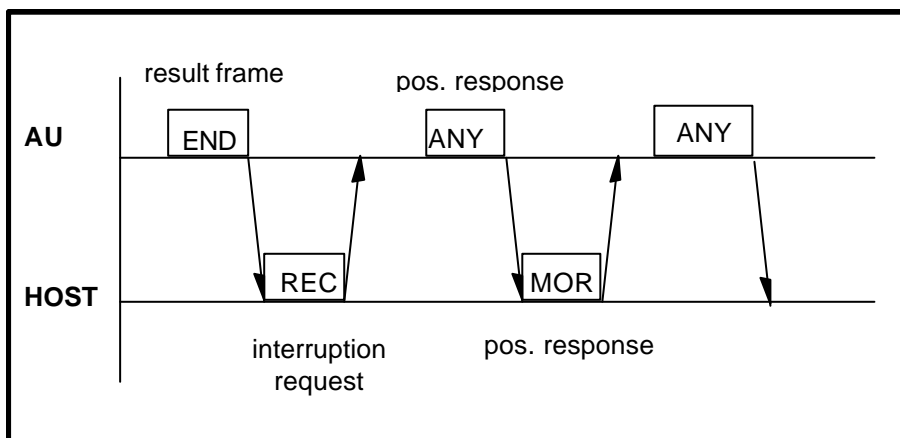 result frame
pos. response
AU
END
ANY
ANY
HOST
REC
MOR
interruption
request
pos. response